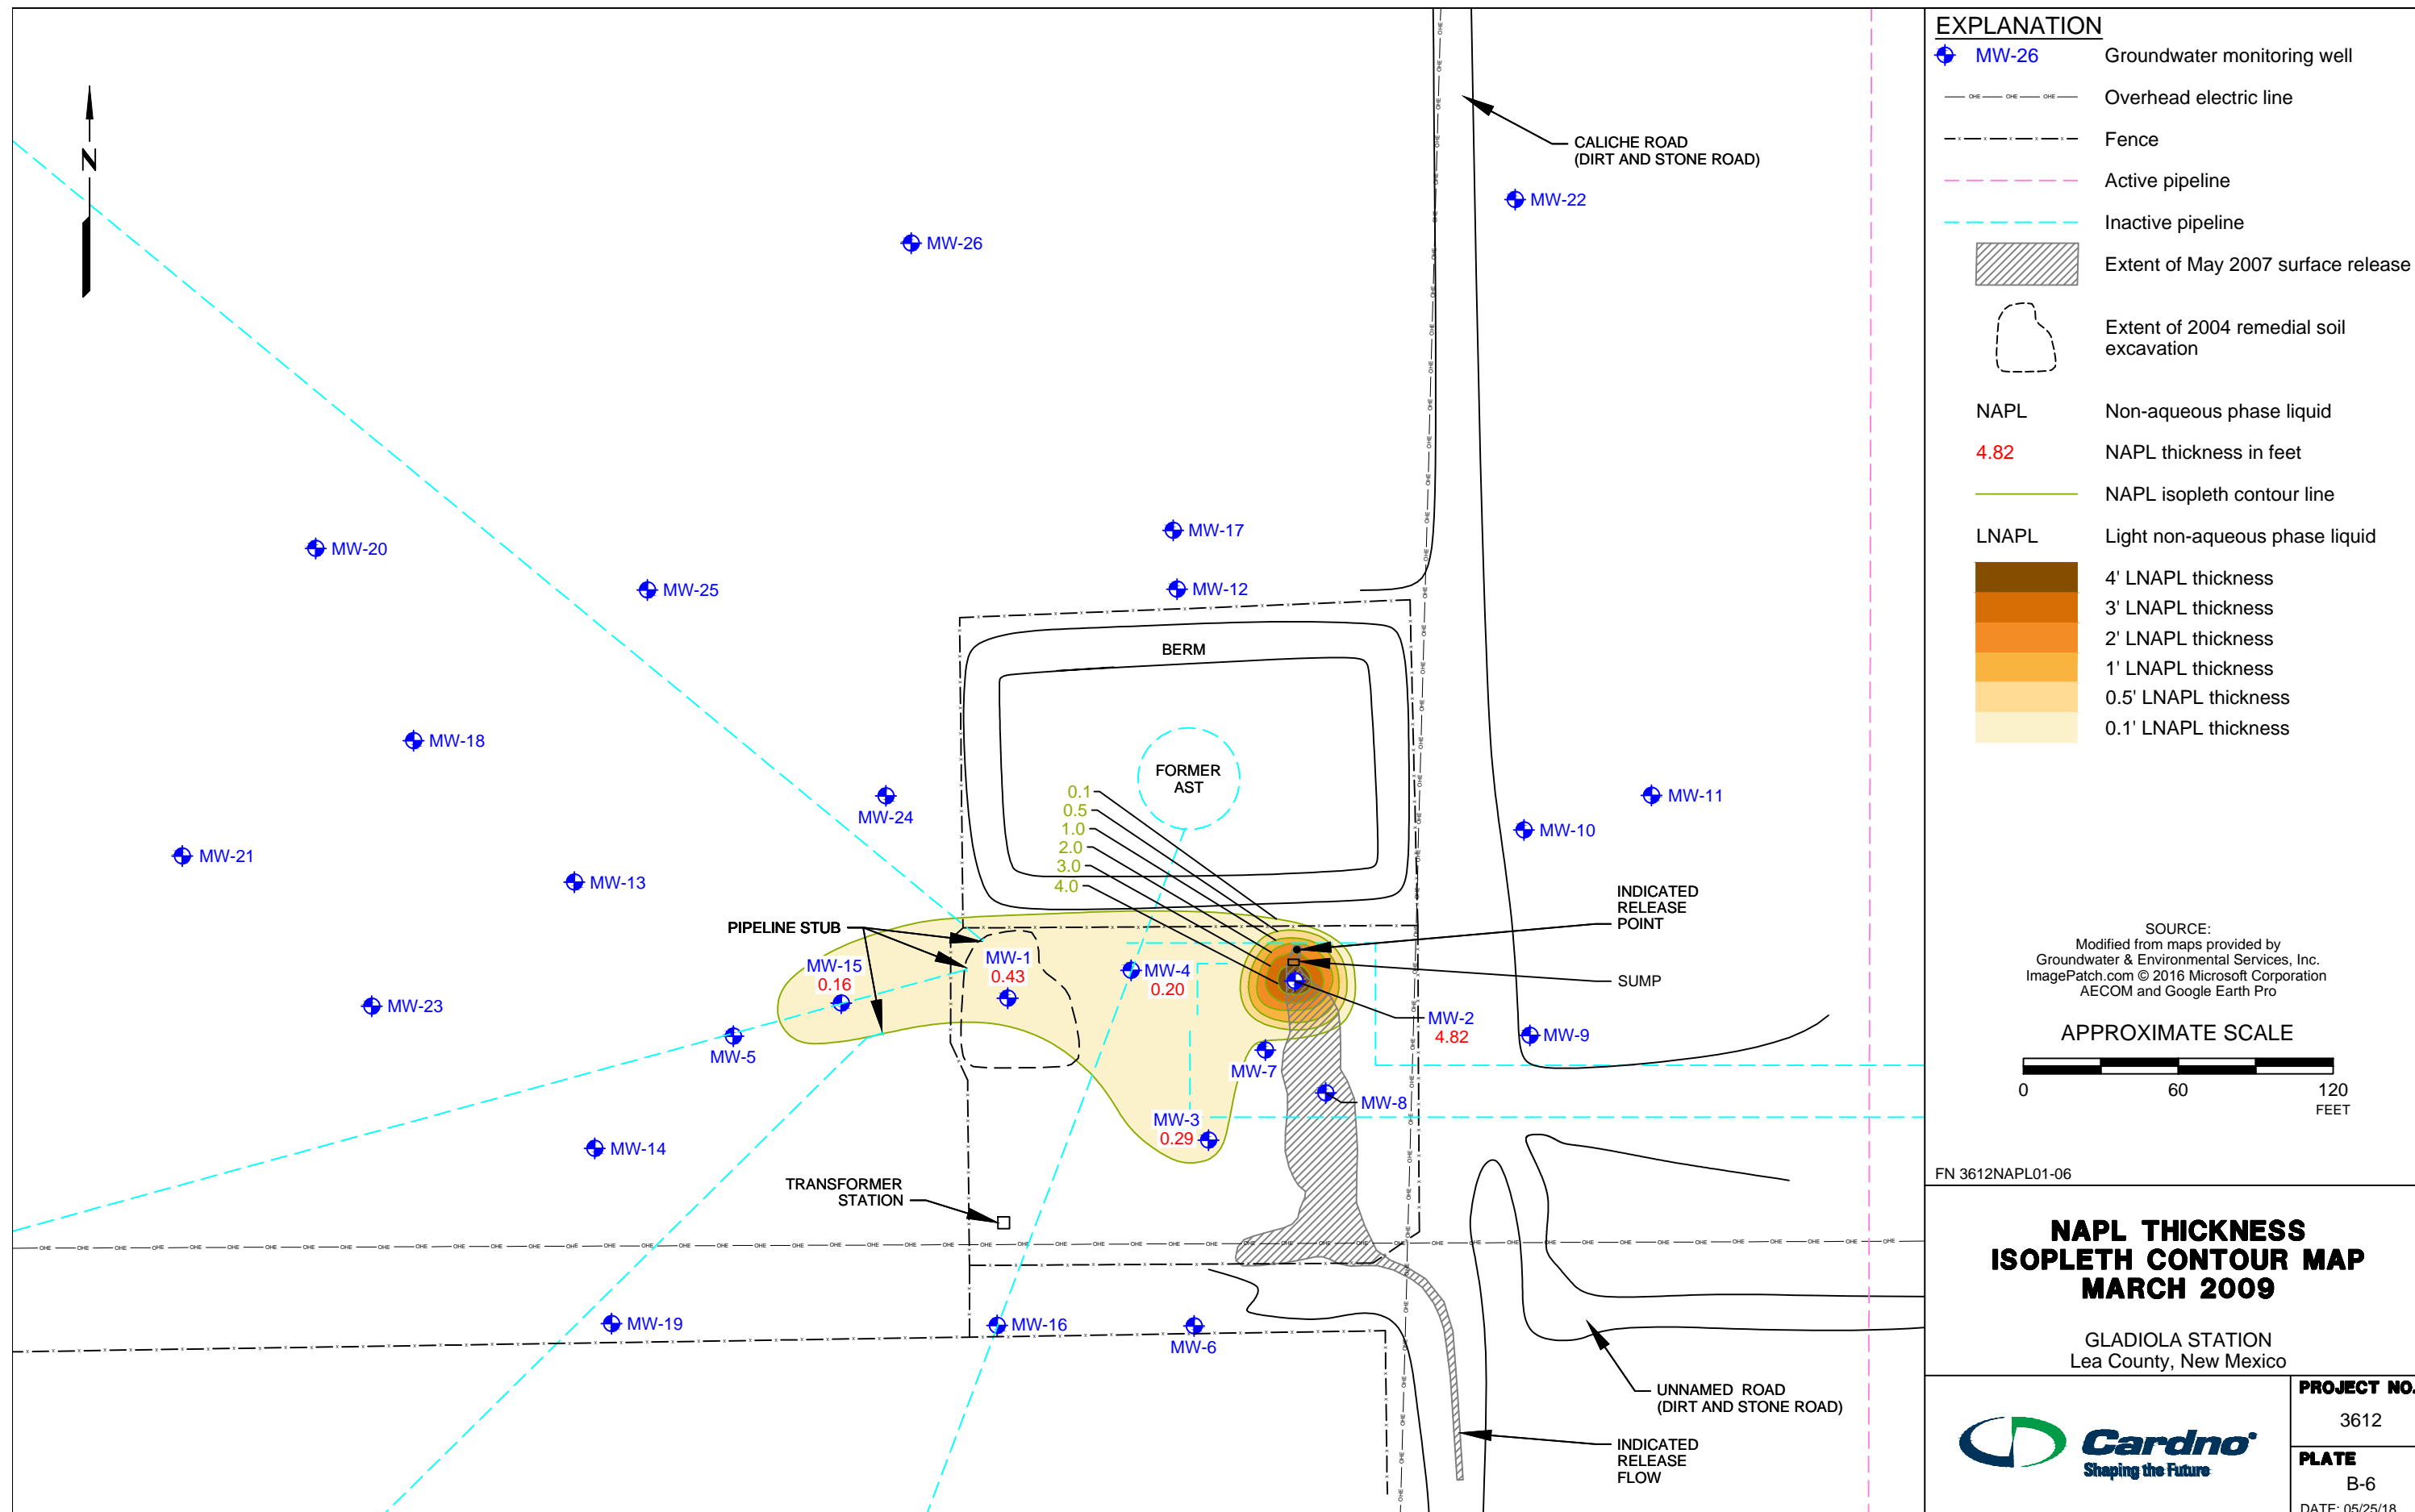 EXPLANATION
MW-26 Groundwater monitoring well
OHE OHE OHE Overhead electric line
Fence
Active pipeline
Inactive pipeline
Extent of May 2007 surface release
Extent of 2004 remedial soil
excavation
NAPL Non-aqueous phase liquid
4.82 NAPL thickness in feet
NAPL isopleth contour line
LNAPL Light non-aqueous phase liquid
4' LNAPL thickness
3' LNAPL thickness
2' LNAPL thickness
1' LNAPL thickness
0.5' LNAPL thickness
0.1' LNAPL thickness
SOURCE:
Modified from maps provided by
Groundwater & Environmental Services, Inc.
ImagePatch.com © 2016 Microsoft Corporation
AECOM and Google Earth Pro
APPROXIMATE SCALE
0 60 120
FEET
FN 3612NAPL01-06
NAPL THICKNESS
ISOPLETH CONTOUR MAP
MARCH 2009
GLADIOLA STATION
Lea County, New Mexico
Cardno
Shaping the Future
PROJECT NO.
3612
PLATE
B-6
DATE: 05/25/18
N
CALICHE ROAD
(DIRT AND STONE ROAD)
MW-22
MW-26
MW-17
MW-20
MW-25
MW-12
BERM
MW-18
FORMER
AST
MW-24
MW-11
MW-10
0.1
0.5
1.0
2.0
3.0
4.0
MW-21
MW-13
INDICATED
RELEASE
POINT
PIPELINE STUB
MW-15
0.16
MW-1
0.43
MW-4
0.20
SUMP
MW-23
MW-2
4.82
MW-9
MW-5
MW-7
MW-8
MW-3
0.29
MW-14
TRANSFORMER
STATION
MW-19
MW-16
MW-6
UNNAMED ROAD
(DIRT AND STONE ROAD)
INDICATED
RELEASE
FLOW